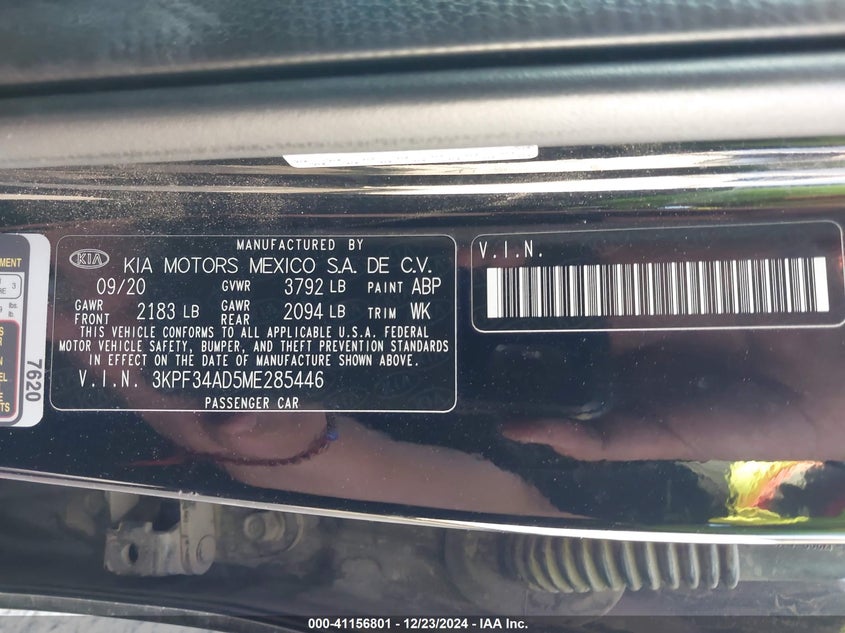 MANUFACTURED BY
KIA KIA MOTORS MEXICO S.A. DE C.V.
09/20 GVWR 3792 LB PAINT ABP
GAWR FRONT 2183 LB GAWR REAR 2094 LB TRIM WK
THIS VEHICLE CONFORMS TO ALL APPLICABLE U.S.A. FEDERAL
MOTOR VEHICLE SAFETY, BUMPER, AND THEFT PREVENTION STANDARDS
IN EFFECT ON THE DATE OF MANUFACTURE SHOWN ABOVE.
V.I.N. 3KPF34AD5ME285446
PASSENGER CAR
V.I.N.
7620
000-41156801 - 12/23/2024 - IAA Inc.